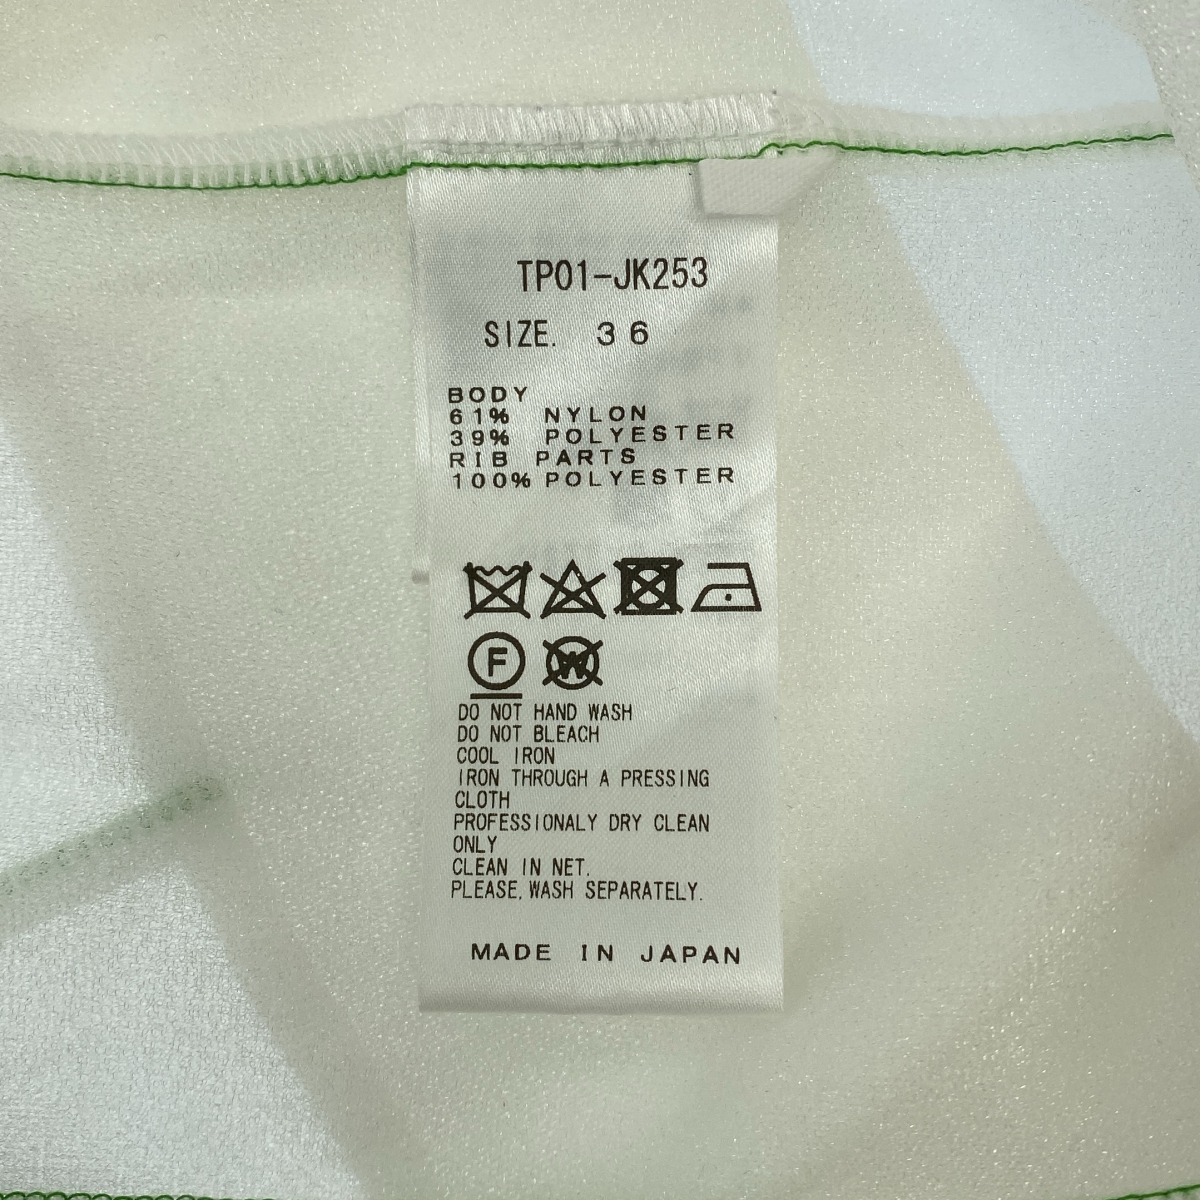 TP01-JK253
SIZE. 36
BODY
61% NYLON
39% POLYESTER
RIB PARTS
100% POLYESTER
F
W
DO NOT HAND WASH
DO NOT BLEACH
COOL IRON
IRON THROUGH A PRESSING
CLOTH
PROFESSIONALY DRY CLEAN
ONLY
CLEAN IN NET.
PLEASE, WASH SEPARATELY.
MADE IN JAPAN